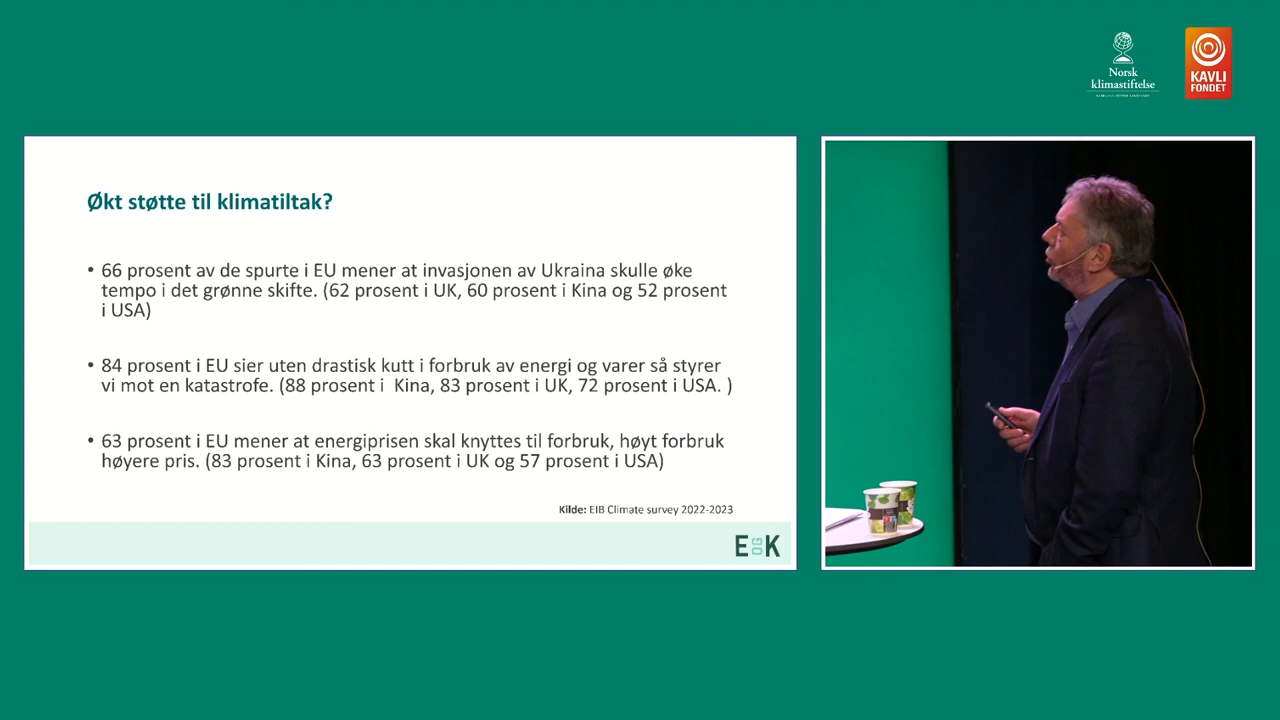 Norsk
klimastiftelse
KAVLI
FONDET
Økt støtte til klimatiltak?
• 66 prosent av de spurte i EU mener at invasjonen av Ukraina skulle øke
tempo i det grønne skifte. (62 prosent i UK, 60 prosent i Kina og 52 prosent
i USA)
• 84 prosent i EU sier uten drastisk kutt i forbruk av energi og varer så styrer
vi mot en katastrofe. (88 prosent i  Kina, 83 prosent i UK, 72 prosent i USA. )
• 63 prosent i EU mener at energiprisen skal knyttes til forbruk, høyt forbruk
høyere pris. (83 prosent i Kina, 63 prosent i UK og 57 prosent i USA)
Kilde: EIB Climate survey 2022-2023
E OG K